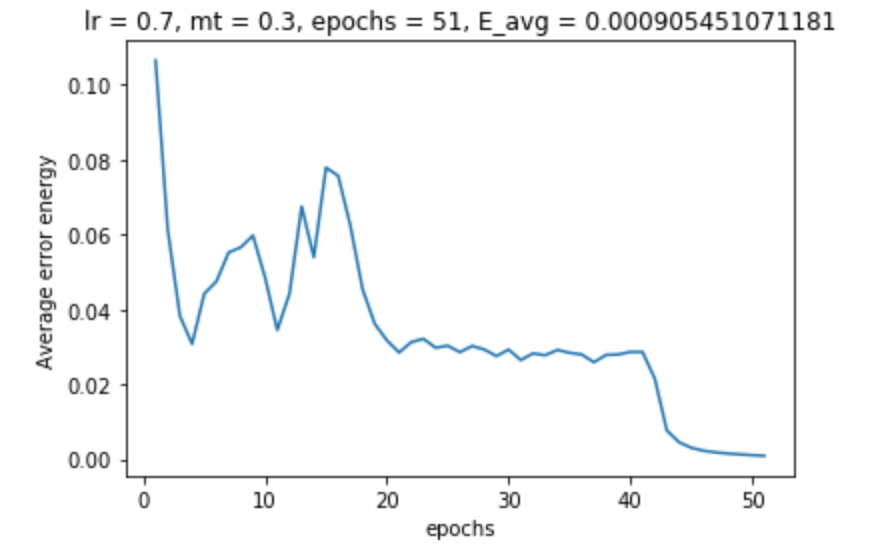 lr = 0.7, mt = 0.3, epochs = 51, E_avg = 0.000905451071181
Average error energy
0.10
0.08
0.06
0.04
0.02
0.00
0 10 20 30 40 50
epochs